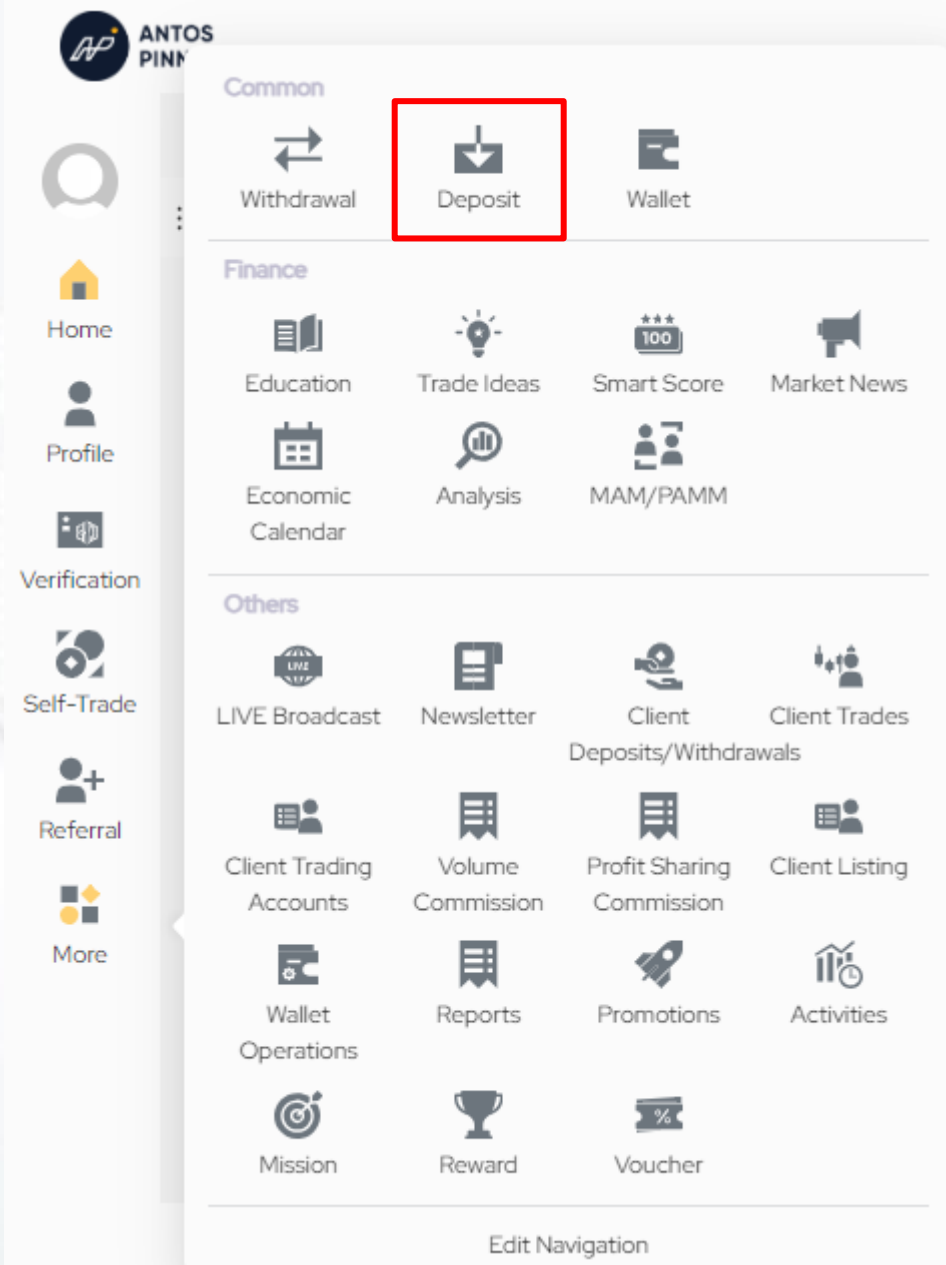 ANTOS
Common
Withdrawal
Deposit
Wallet
Finance
Education
Trade Ideas
100
Smart Score
Market News
Economic
Calendar
Analysis
MAM/PAMM
Others
LIVE
LIVE Broadcast
Newsletter
Client
Deposits/Withdrawals
Client Trades
Client Trading
Accounts
Volume
Commission
Profit Sharing
Commission
Client Listing
Wallet
Operations
Reports
Promotions
Activities
Mission
Reward
%
Voucher
Edit Navigation
Home
Profile
Verification
Self-Trade
Referral
More